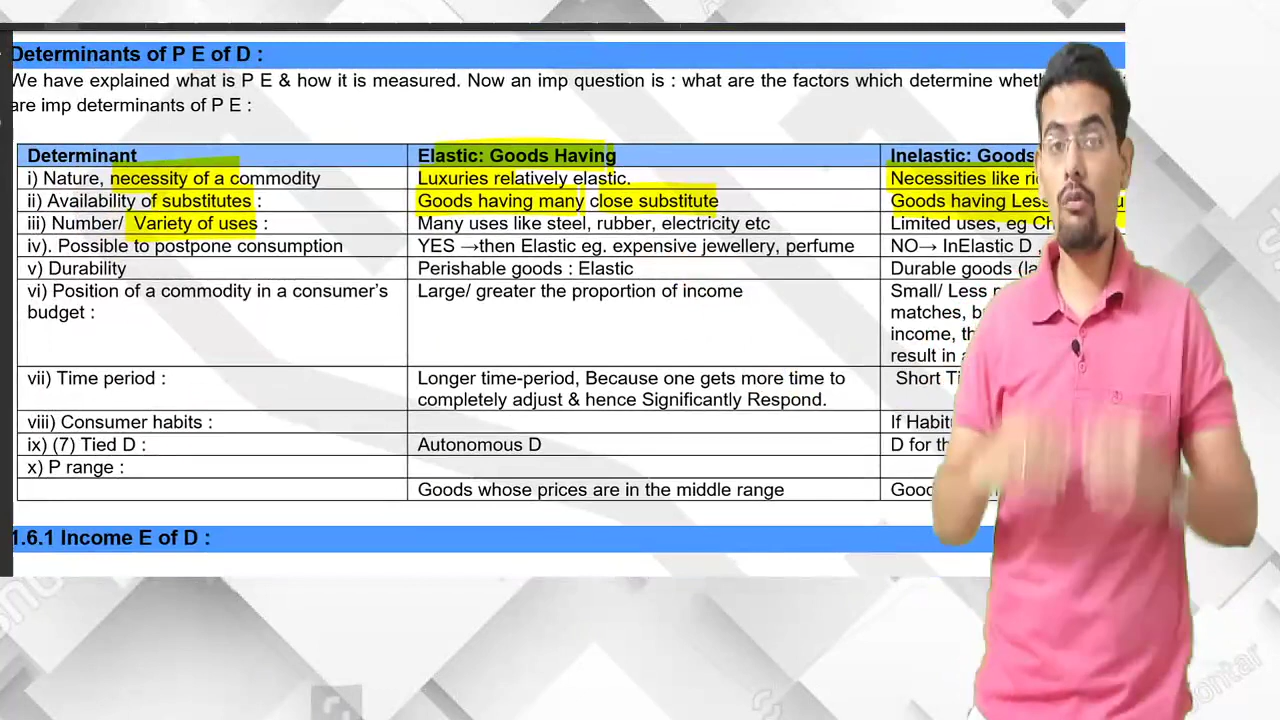 Determinants of P E of D :
We have explained what is P E & how it is measured. Now an imp question is : what are the factors which determine
are imp determinants of P E :
Determinant
Elastic: Goods Having
Inelastic: Goods
i) Nature, necessity of a commodity
Luxuries relatively elastic.
Necessities like
ii) Availability of substitutes :
Goods having many close substitute
Goods having Less
iii) Number/ Variety of uses :
Many uses like steel, rubber, electricity etc
Limited uses, eg
iv). Possible to postpone consumption
YES →then Elastic eg. expensive jewellery, perfume
NO→ InElastic D ,
v) Durability
Perishable goods : Elastic
Durable goods
vi) Position of a commodity in a consumer's
budget :
Large/ greater the proportion of income
Small/ Less
matches,
income,
result in
vii) Time period :
Longer time-period, Because one gets more time to
completely adjust & hence Significantly Respond.
Short
viii) Consumer habits :
If
ix) (7) Tied D :
Autonomous D
D for
x) P range :
Goods whose prices are in the middle range
1.6.1 Income E of D :